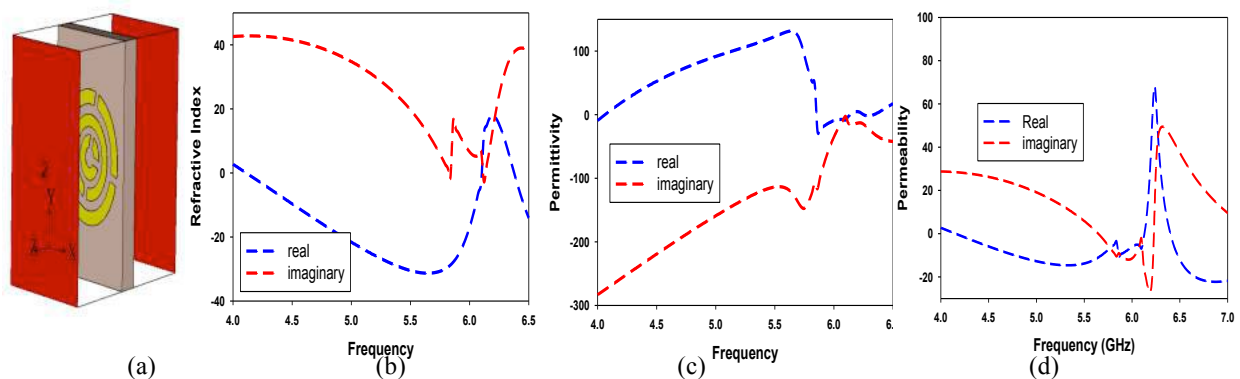 Refractive Index
40
20
0
-20
-40
4.0 4.5 5.0 5.5 6.0 6.5
real
imaginary
Frequency
Permittivity
100
0
-100
-200
-300
4.0 4.5 5.0 5.5 6.0 6.
real
imaginary
Frequency
Permeability
100
80
60
40
20
0
-20
4.0 4.5 5.0 5.5 6.0 6.5 7.0
Real
imaginary
Frequency (GHz)
(a) (b) (c) (d)